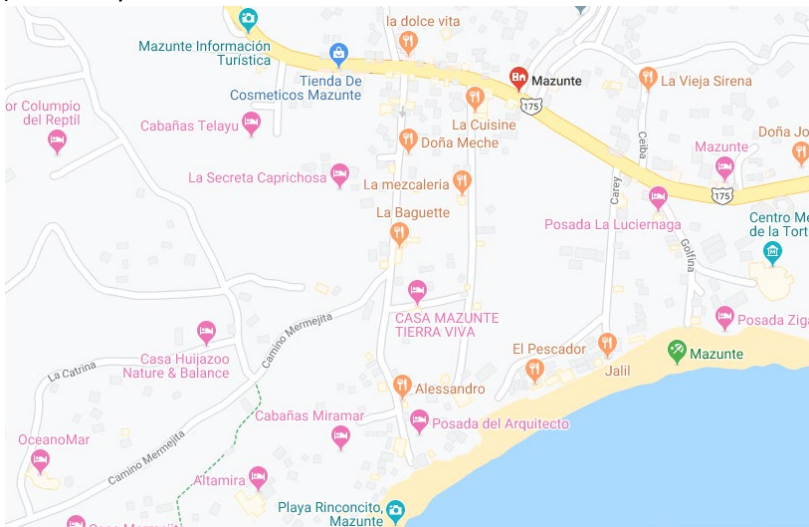 la dolce vita
Mazunte Información
Turística
Tienda De
Cosmeticos Mazunte
Mazunte
175
La Vieja Sirena
or Columpio
del Reptil
Cabañas Telayu
La Cuisine
Doña Meche
Ceiba
Doña Jo
Mazunte
La Secreta Caprichosa
La mezcaleria
Carey
175
La Baguette
Posada La Luciernaga
Golfina
Centro Me
de la Tort
CASA MAZUNTE
TIERRA VIVA
Posada Ziga
Camino Mermejita
El Pescador
Mazunte
Casa Huijazoo
Nature & Balance
La Catrina
Jalil
Alessandro
Cabañas Miramar
Posada del Arquitecto
OceanoMar
Camino Mermejita
Altamira
Playa Rinconcito,
Mazunte